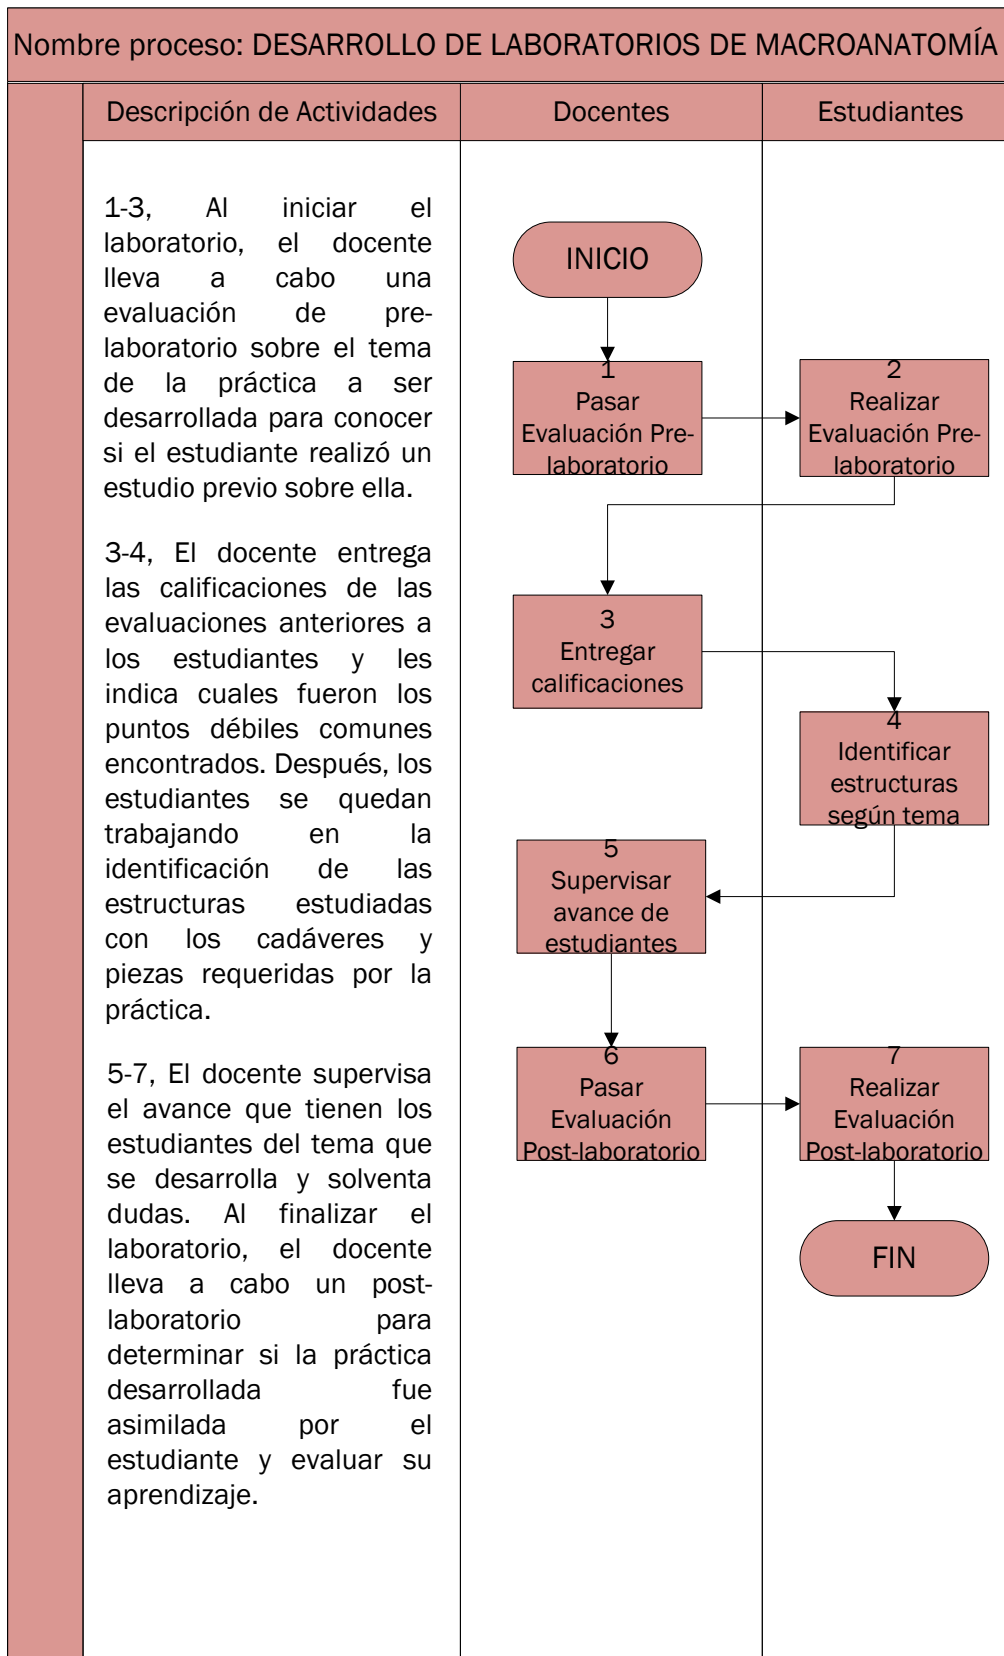 Nombre proceso: DESARROLLO DE LABORATORIOS DE MACROANATOMÍA
Descripción de Actividades
Docentes
Estudiantes
1-3, Al iniciar el
laboratorio, el docente
lleva a cabo una
evaluación de pre-
laboratorio sobre el tema
de la práctica a ser
desarrollada para conocer
si el estudiante realizó un
estudio previo sobre ella.
3-4, El docente entrega
las calificaciones de las
evaluaciones anteriores a
los estudiantes y les
indica cuales fueron los
puntos débiles comunes
encontrados. Después, los
estudiantes se quedan
trabajando en la
identificación de las
estructuras estudiadas
con los cadáveres y
piezas requeridas por la
práctica.
5-7, El docente supervisa
el avance que tienen los
estudiantes del tema que
se desarrolla y solventa
dudas. Al finalizar el
laboratorio, el docente
lleva a cabo un post-
laboratorio para
determinar si la práctica
desarrollada fue
asimilada por el
estudiante y evaluar su
aprendizaje.
INICIO
1
Pasar
Evaluación Pre-
laboratorio
2
Realizar
Evaluación Pre-
laboratorio
3
Entregar
calificaciones
4
Identificar
estructuras
según tema
5
Supervisar
avance de
estudiantes
6
Pasar
Evaluación
Post-laboratorio
7
Realizar
Evaluación
Post-laboratorio
FIN